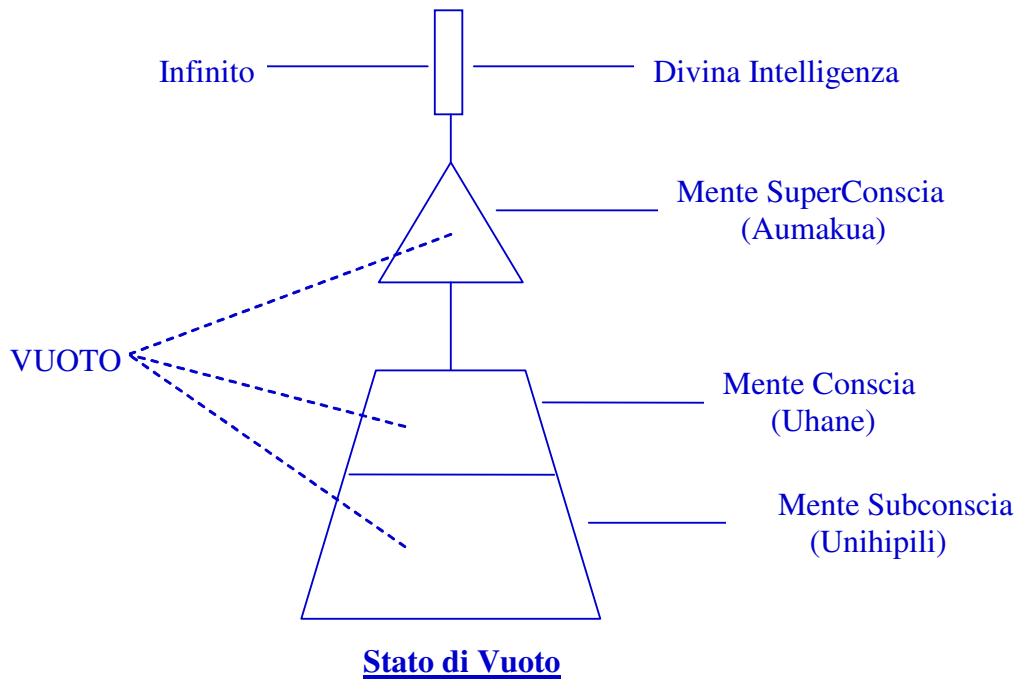 Infinito
Divina Intelligenza
Mente SuperConscia
(Aumakua)
VUOTO
Mente Conscia
(Uhane)
Mente Subconscia
(Unihipili)
Stato di Vuoto